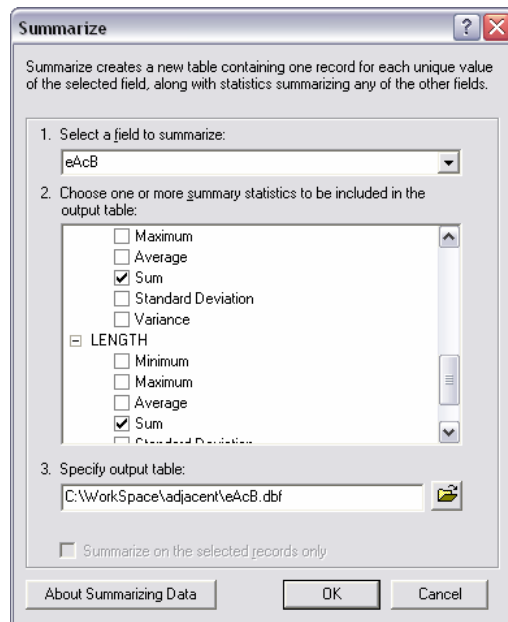 Summarize
Summarize creates a new table containing one record for each unique value
of the selected field, along with statistics summarizing any of the other fields.
1. Select a field to summarize:
eAcB
2. Choose one or more summary statistics to be included in the
output table:
Maximum
Average
Sum
Standard Deviation
Variance
LENGTH
Minimum
Maximum
Average
Sum
Standard Deviation
3. Specify output table:
C:\WorkSpace\adjacent\eAcB.dbf
Summarize on the selected records only
About Summarizing Data
OK
Cancel